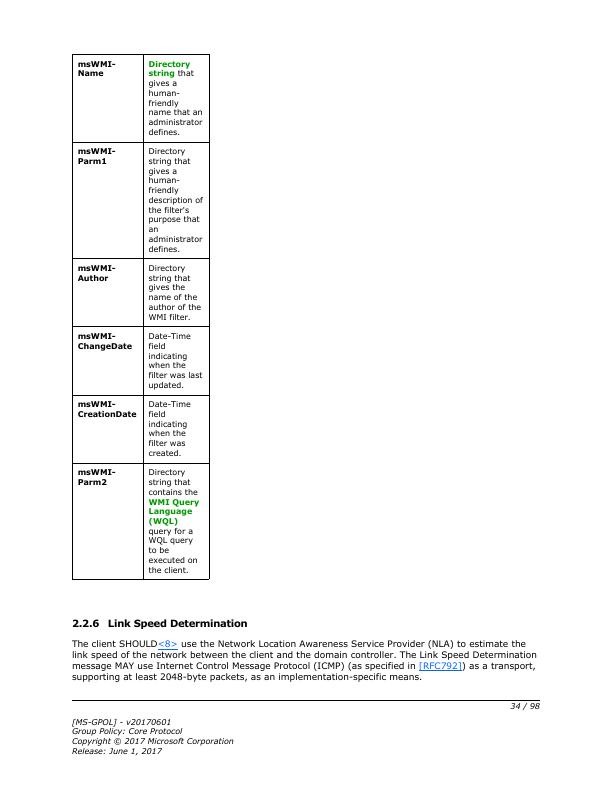 msWMI-
Name
Directory
string that
gives a
human-
friendly
name that an
administrator
defines.
msWMI-
Parm1
Directory
string that
gives a
human-
friendly
description of
the filter's
purpose that
an
administrator
defines.
msWMI-
Author
Directory
string that
gives the
name of the
author of the
WMI filter.
msWMI-
ChangeDate
Date-Time
field
indicating
when the
filter was last
updated.
msWMI-
CreationDate
Date-Time
field
indicating
when the
filter was
created.
msWMI-
Parm2
Directory
string that
contains the
WMI Query
Language
(WQL)
query for a
WQL query
to be
executed on
the client.
2.2.6 Link Speed Determination
The client SHOULD<8> use the Network Location Awareness Service Provider (NLA) to estimate the
link speed of the network between the client and the domain controller. The Link Speed Determination
message MAY use Internet Control Message Protocol (ICMP) (as specified in [RFC792]) as a transport,
supporting at least 2048-byte packets, as an implementation-specific means.
34 / 98
[MS-GPOL] - v20170601
Group Policy: Core Protocol
Copyright © 2017 Microsoft Corporation
Release: June 1, 2017